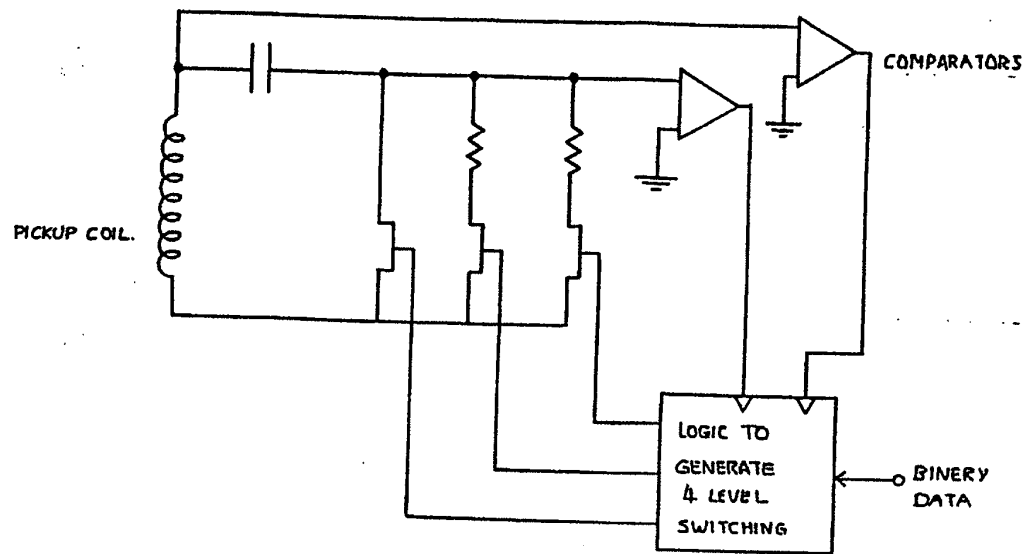 COMPARATORS
PICKUP COIL.
LOGIC TO
GENERATE
4 LEVEL
SWITCHING
BINERY
DATA